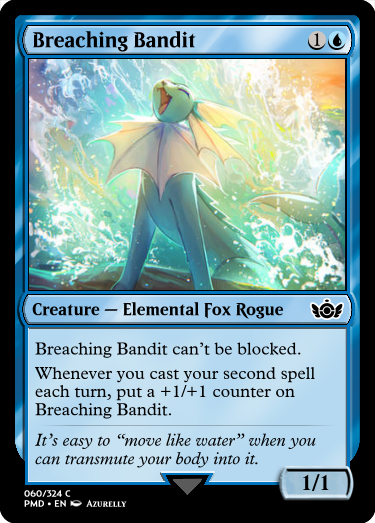 Breaching Bandit 1
Creature — Elemental Fox Rogue
Breaching Bandit can't be blocked.
Whenever you cast your second spell
each turn, put a +1/+1 counter on
Breaching Bandit.
It's easy to “move like water” when you
can transmute your body into it.
1/1
060/324 C
PMD • EN Azurelly